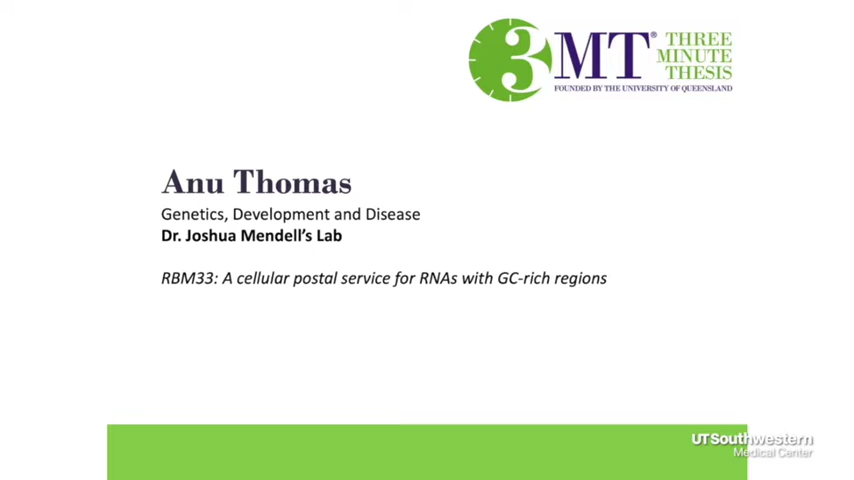 3MT® THREE
MINUTE
THESIS
FOUNDED BY THE UNIVERSITY OF QUEENSLAND
Anu Thomas
Genetics, Development and Disease
Dr. Joshua Mendell's Lab
RBM33: A cellular postal service for RNAs with GC-rich regions
UTSouthwestern
Medical Center